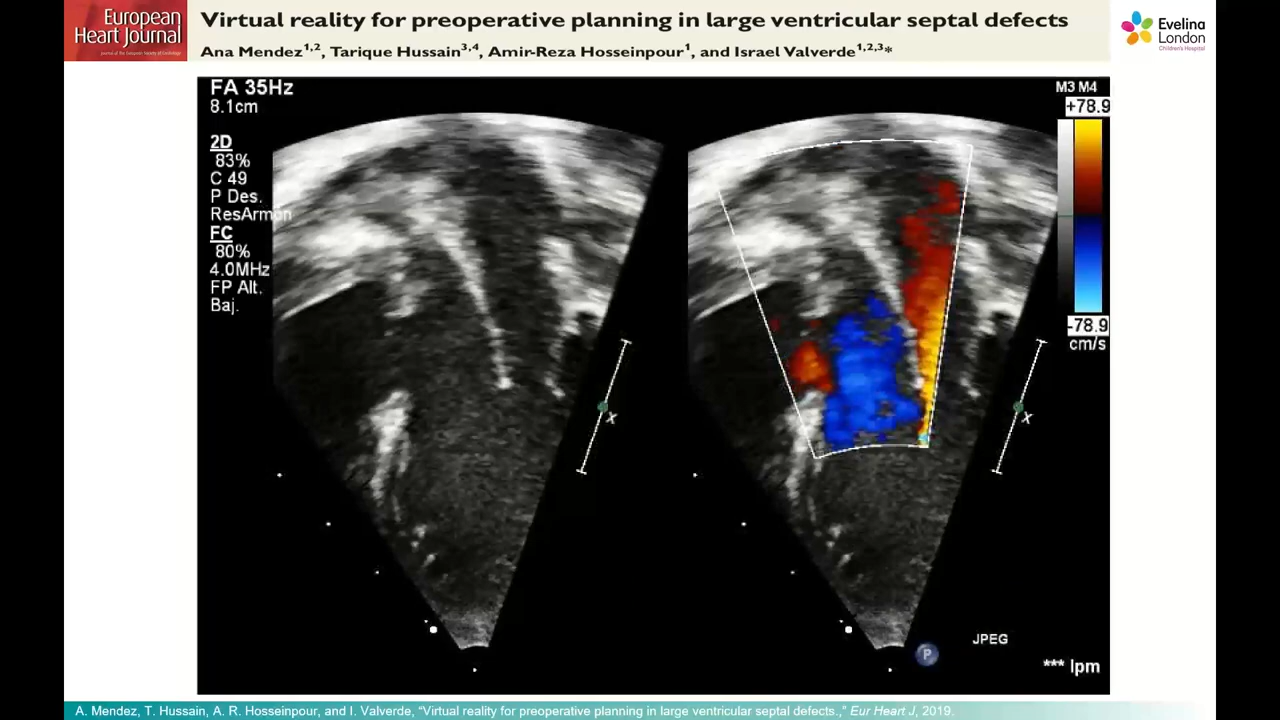 European
Heart Journal
Virtual reality for preoperative planning in large ventricular septal defects
Ana Mendez1,2, Tarique Hussain3,4, Amir-Reza Hosseinpour1, and Israel Valverde1,2,3*
Evelina
London
Children's Hospital
FA 35Hz
8.1cm
2D
83%
C 49
P Des.
ResArmón
FC
80%
4.0MHz
FP Alt.
Baj.
M3 M4
+78.9
-78.9
cm/s
x
x
P
JPEG
*** lpm
A. Mendez, T. Hussain, A. R. Hosseinpour, and I. Valverde, “Virtual reality for preoperative planning in large ventricular septal defects.,” Eur Heart J, 2019.